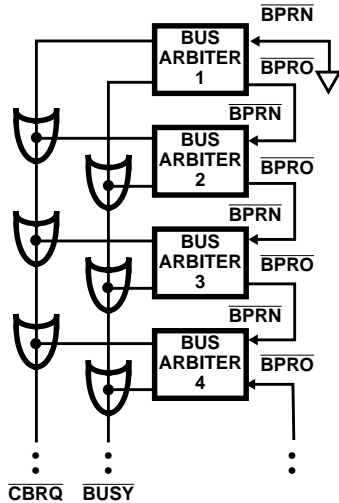 BPRN
BUS
ARBITER
1
BPRO
BPRN
BUS
ARBITER
2
BPRO
BPRN
BUS
ARBITER
3
BPRO
BPRN
BUS
ARBITER
4
BPRO
CBRQ BUSY